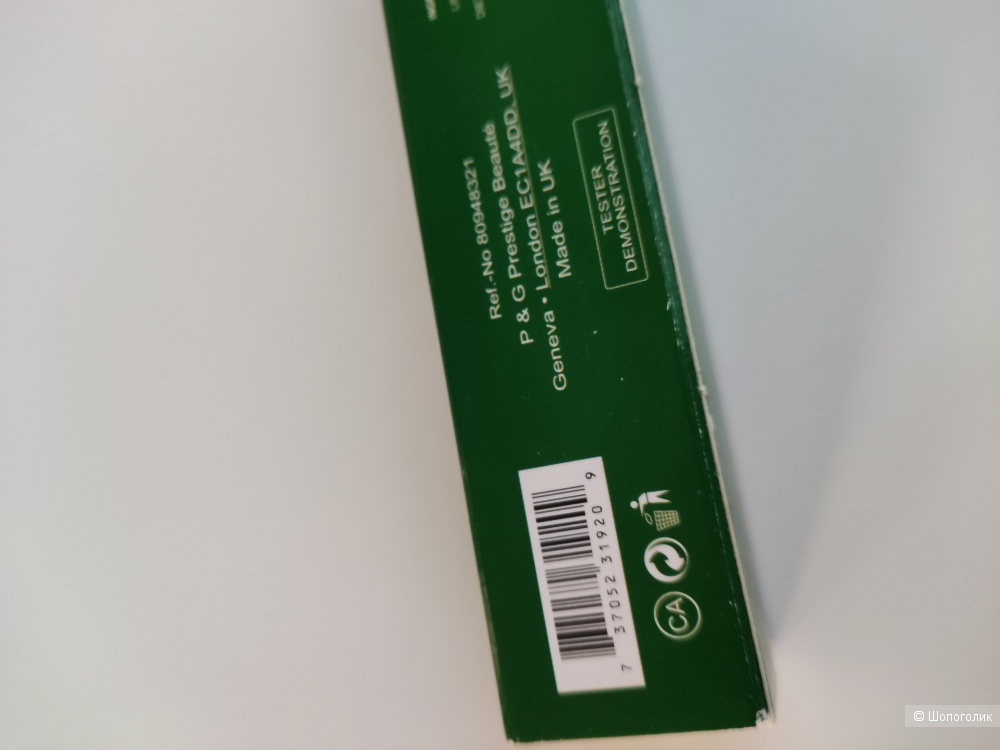 Ref.-No 80948321
P & G Prestige Beauté
Geneva • London EC1A4DD, UK
Made in UK
TESTER
DEMONSTRATION
7 37052 31920 9
CA
© Шопоголик